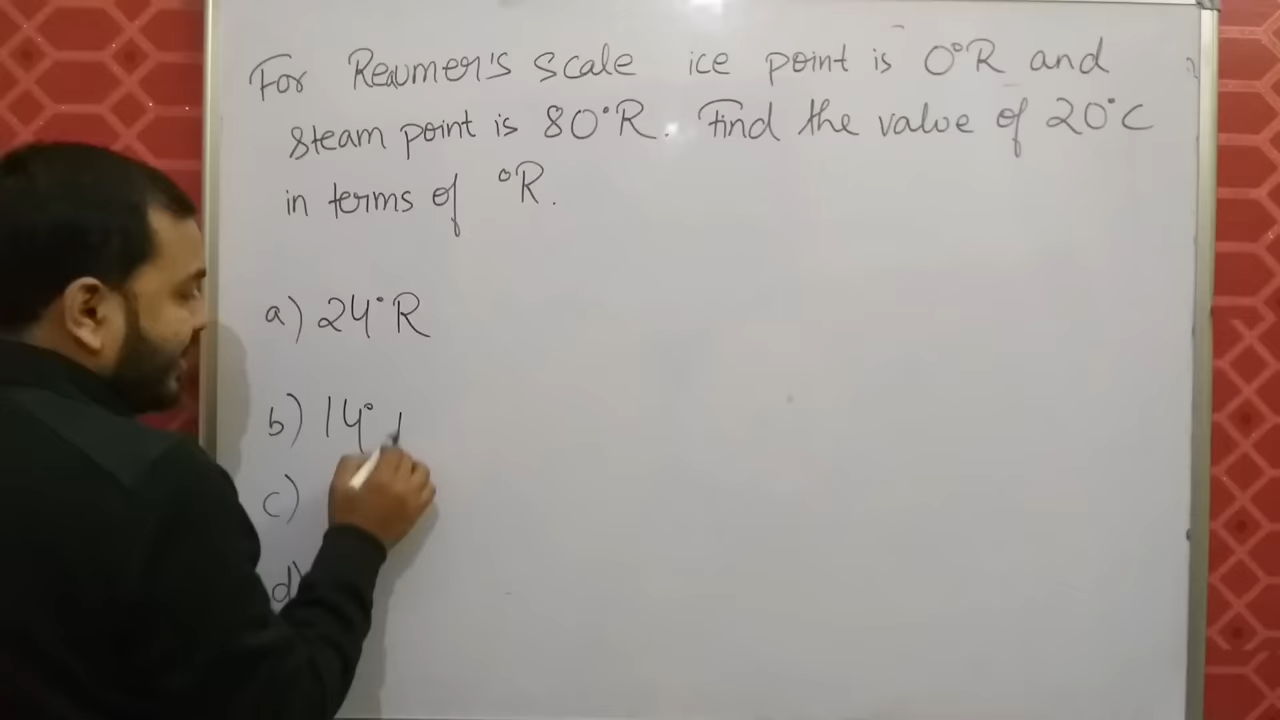 For Reaumer's scale ice point is 0°R and
steam point is 80°R. Find the value of 20°C
in terms of °R.
a) 24°R
b) 14°
c)
d)